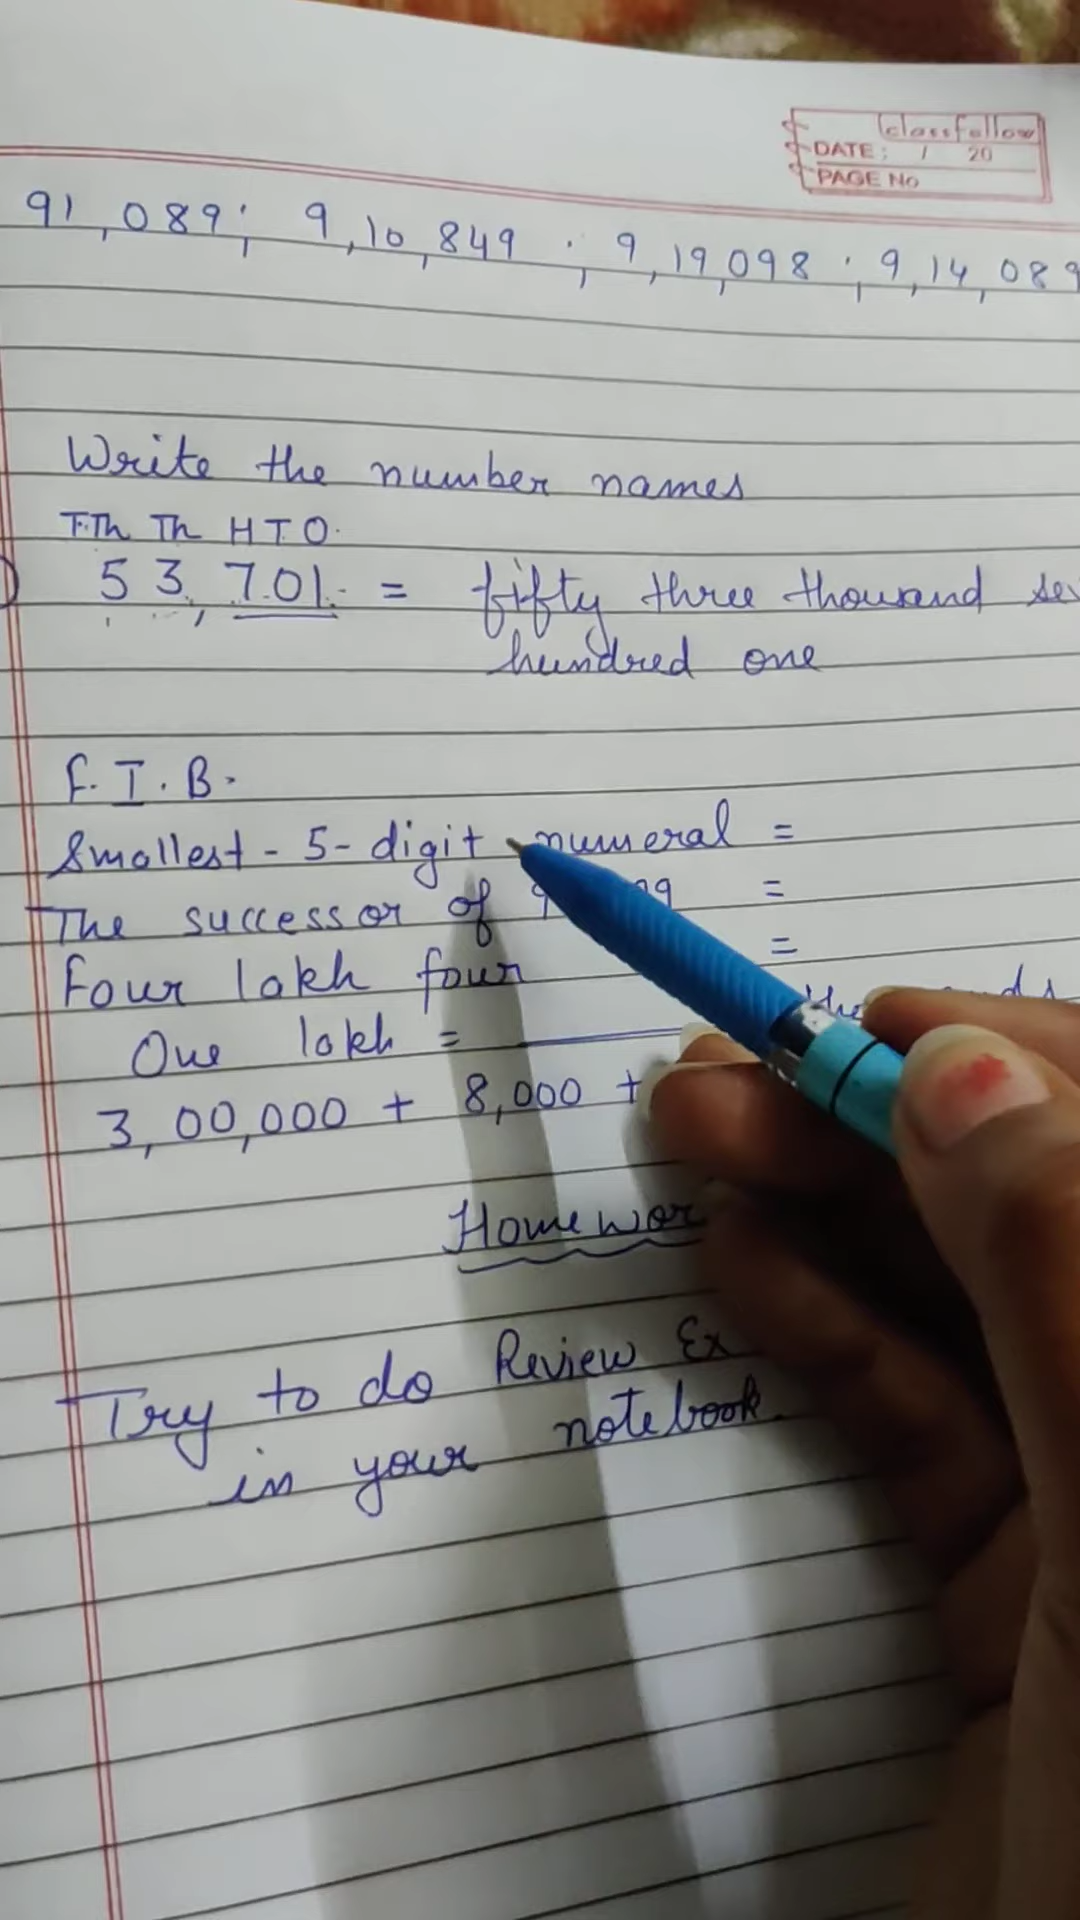 classfellow
DATE: / 20
PAGE No
91,089; 9,10,849 ; 9,19,098 ; 9,14,089
Write the number names
T.Th Th H T O.
53,701 = fifty three thousand
hundred one
F.I.B.
Smallest - 5-digit numeral =
The successor of =
Four lakh four =
One lakh =
3,00,000 + 8,000 +
Try to do Review Ex
in your notebook.